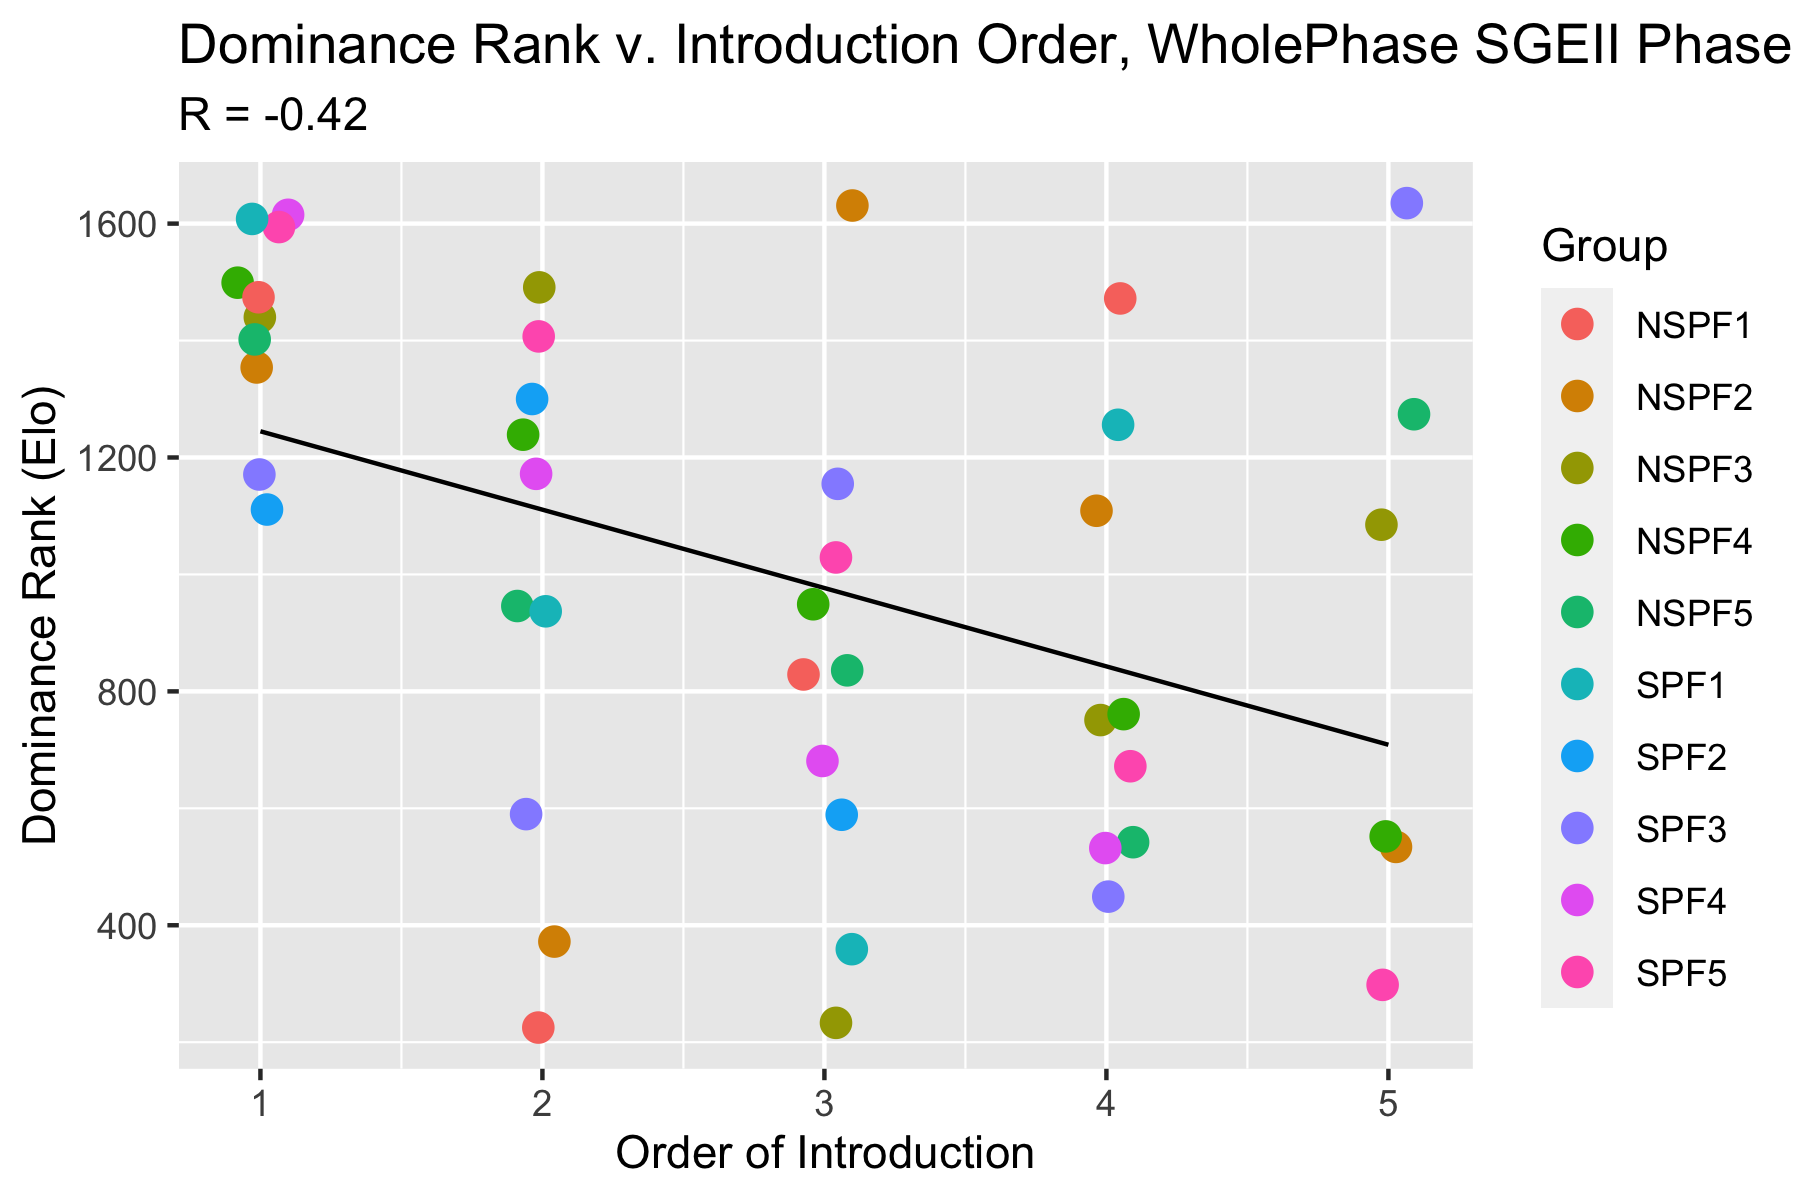 Dominance Rank v. Introduction Order, WholePhase SGEII Phase
R = -0.42
Dominance Rank (Elo)
1600
1200
800
400
1 2 3 4 5
Order of Introduction
Group
NSPF1
NSPF2
NSPF3
NSPF4
NSPF5
SPF1
SPF2
SPF3
SPF4
SPF5